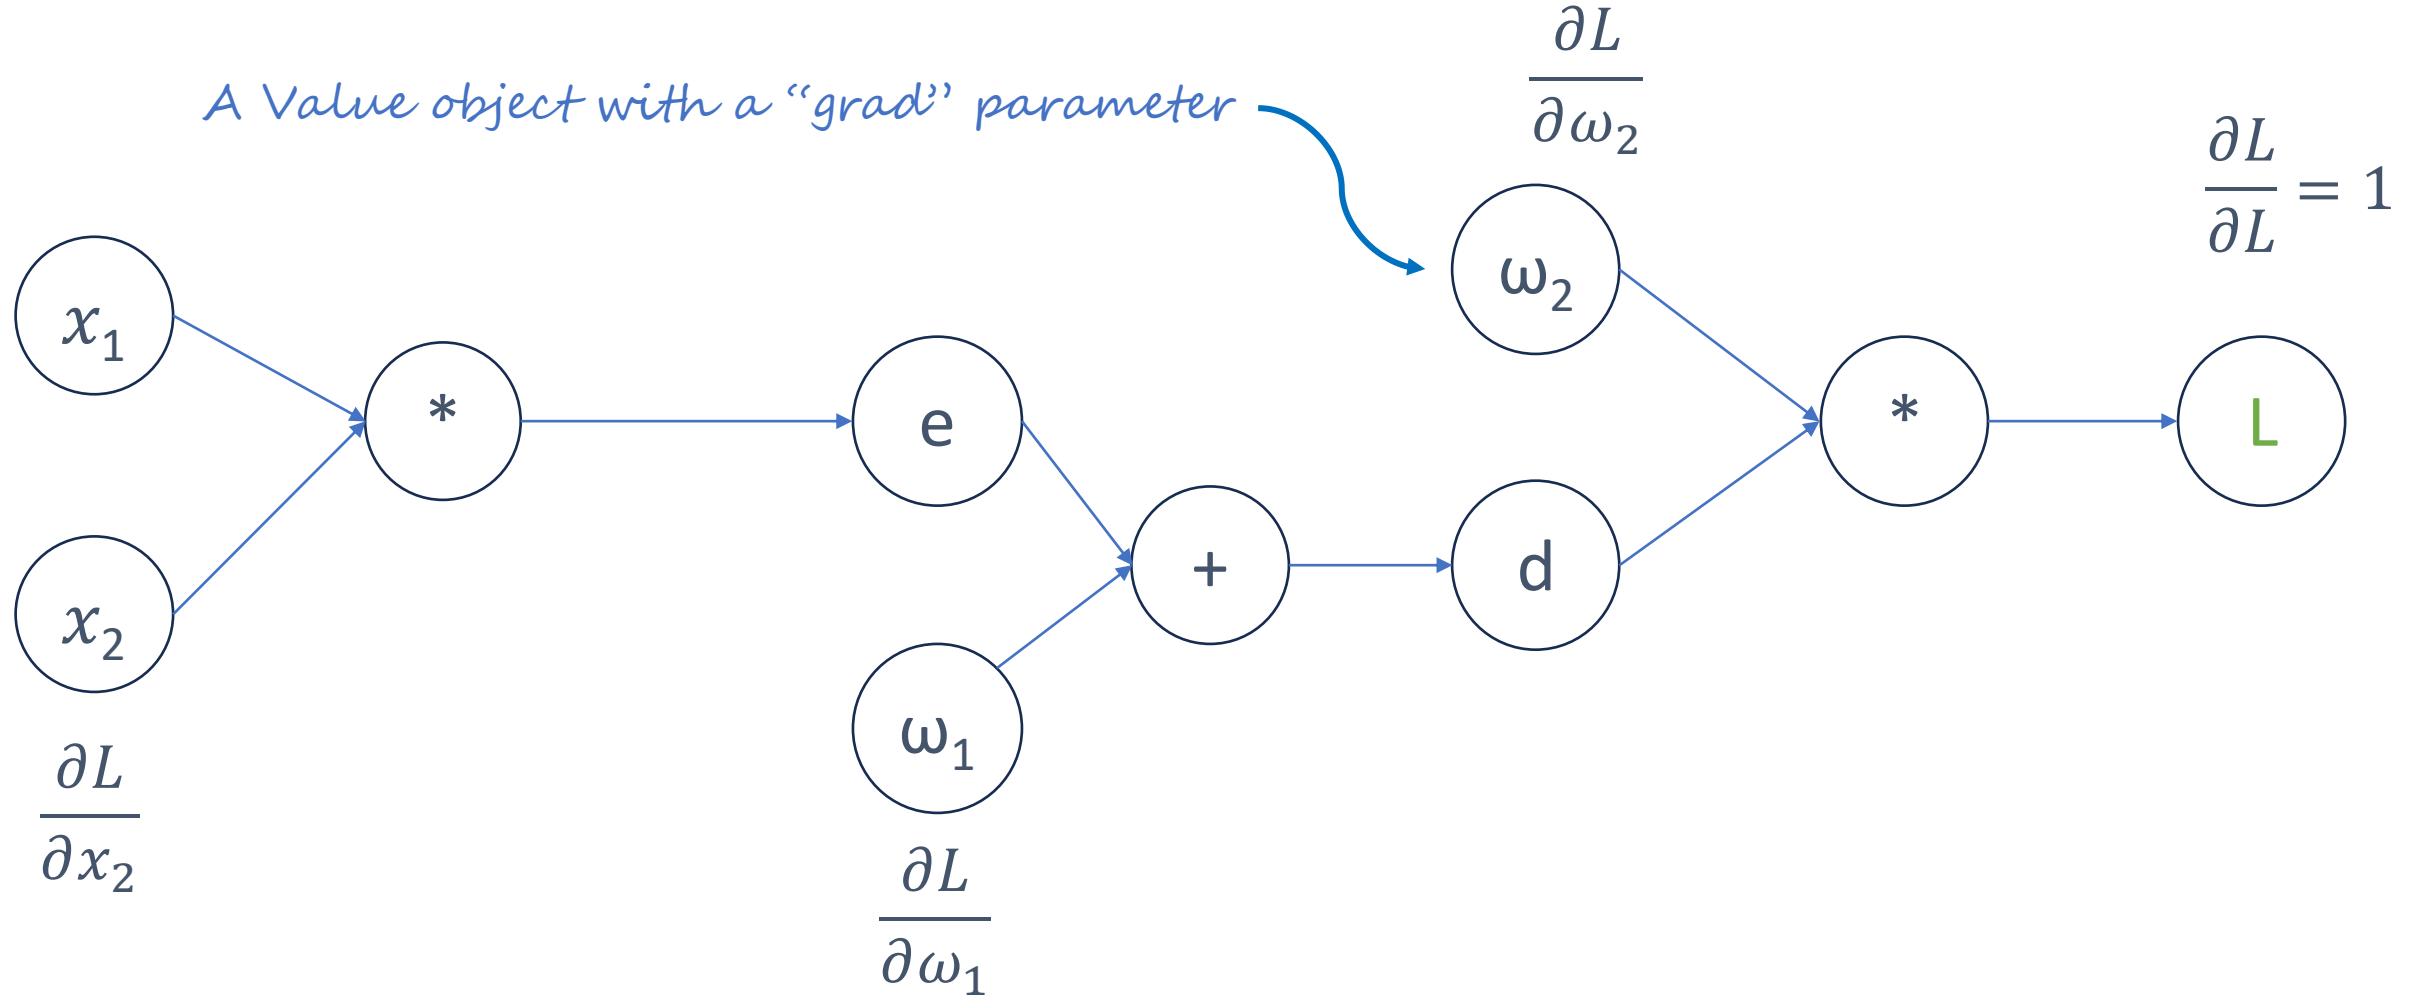 ∂L
∂ω₂
A Value object with a “grad” parameter
∂L
∂L = 1
ω₂
x₁
* e * L
x₂
+ d
ω₁
∂L
∂x₂
∂L
∂ω₁